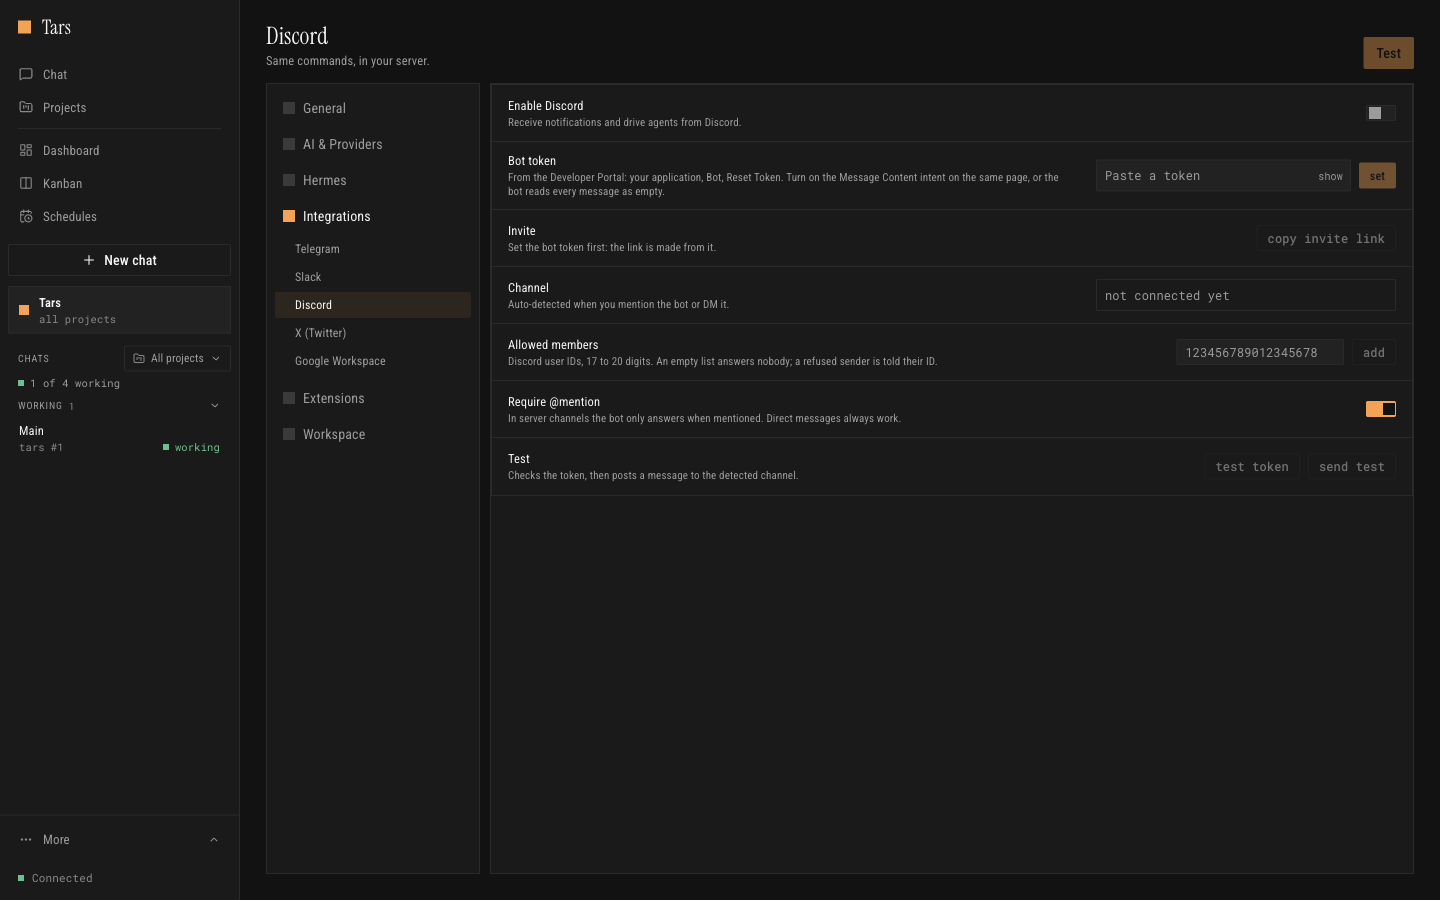 Tars
Chat
Projects
Dashboard
Kanban
Schedules
New chat
Tars
all projects
CHATS
All projects
1 of 4 working
WORKING 1
Main
tars #1
working
More
Connected
Discord
Same commands, in your server.
Test
General
AI & Providers
Hermes
Integrations
Telegram
Slack
Discord
X (Twitter)
Google Workspace
Extensions
Workspace
Enable Discord
Receive notifications and drive agents from Discord.
Bot token
From the Developer Portal: your application, Bot, Reset Token. Turn on the Message Content intent on the same page, or the
bot reads every message as empty.
Paste a token
show
set
Invite
Set the bot token first: the link is made from it.
copy invite link
Channel
Auto-detected when you mention the bot or DM it.
not connected yet
Allowed members
Discord user IDs, 17 to 20 digits. An empty list answers nobody; a refused sender is told their ID.
123456789012345678
add
Require @mention
In server channels the bot only answers when mentioned. Direct messages always work.
Test
Checks the token, then posts a message to the detected channel.
test token
send test